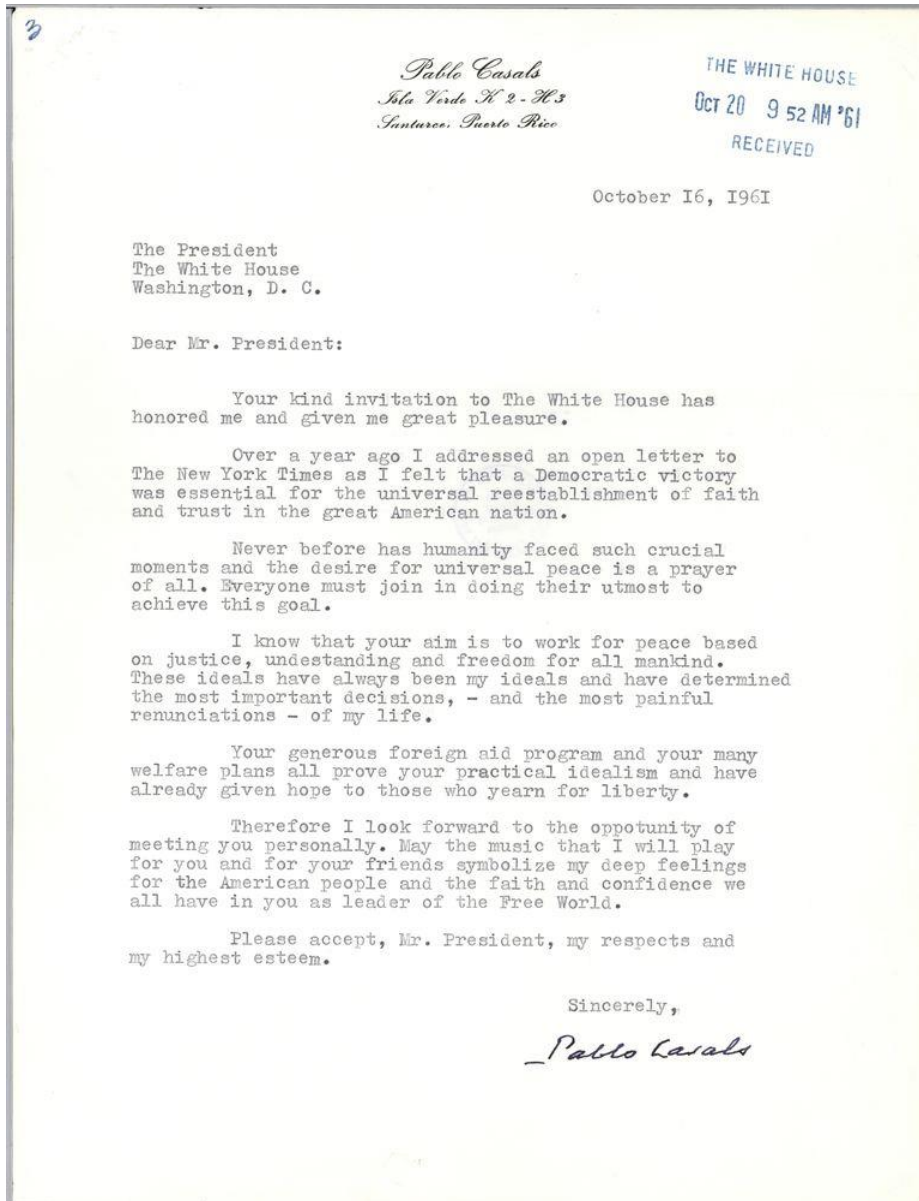 3
Pablo Casals
Isla Verde K 2 - H 3
Santurce, Puerto Rico
THE WHITE HOUSE
OCT 20 9 52 AM '61
RECEIVED
October I6, I96I
The President
The White House
Washington, D. C.
Dear Mr. President:
Your kind invitation to The White House has
honored me and given me great pleasure.
Over a year ago I addressed an open letter to
The New York Times as I felt that a Democratic victory
was essential for the universal reestablishment of faith
and trust in the great American nation.
Never before has humanity faced such crucial
moments and the desire for universal peace is a prayer
of all. Everyone must join in doing their utmost to
achieve this goal.
I know that your aim is to work for peace based
on justice, undestanding and freedom for all mankind.
These ideals have always been my ideals and have determined
the most important decisions, - and the most painful
renunciations - of my life.
Your generous foreign aid program and your many
welfare plans all prove your practical idealism and have
already given hope to those who yearn for liberty.
Therefore I look forward to the oppotunity of
meeting you personally. May the music that I will play
for you and for your friends symbolize my deep feelings
for the American people and the faith and confidence we
all have in you as leader of the Free World.
Please accept, Mr. President, my respects and
my highest esteem.
Sincerely,
Pablo Casals